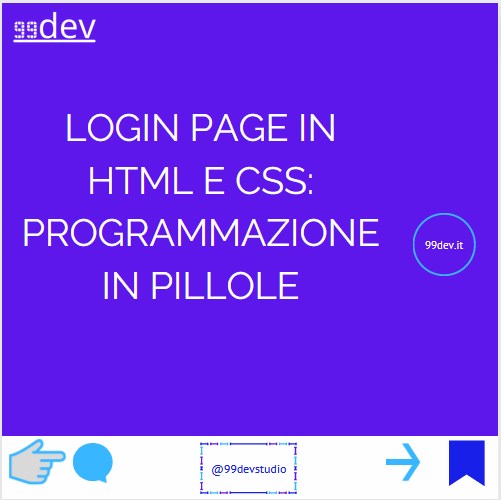 99dev
LOGIN PAGE IN
HTML E CSS:
PROGRAMMAZIONE
IN PILLOLE
99dev.it
@99devstudio